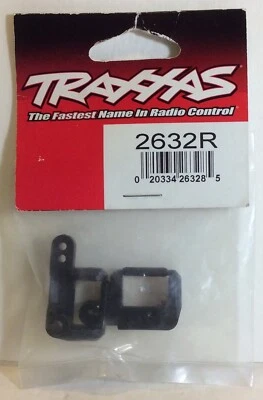 TRAXXAS
The Fastest Name In Radio Control
2632R
0 20334 26328 5